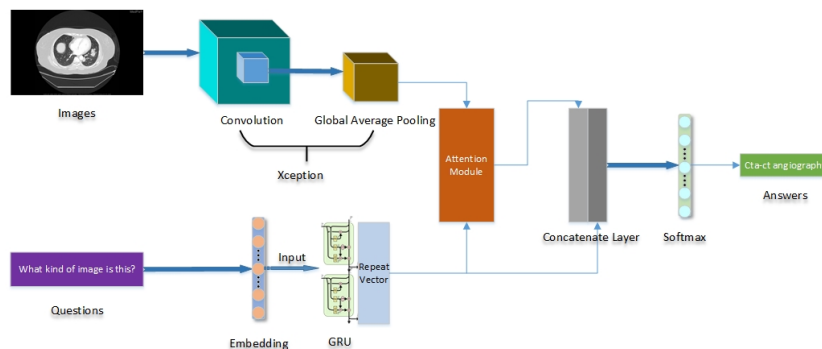 Images
Convolution
Global Average Pooling
Xception
Attention
Module
Concatenate Layer
Softmax
Cta-ct angiograph
Answers
What kind of image is this?
Questions
Embedding
Input
GRU
Repeat
Vector